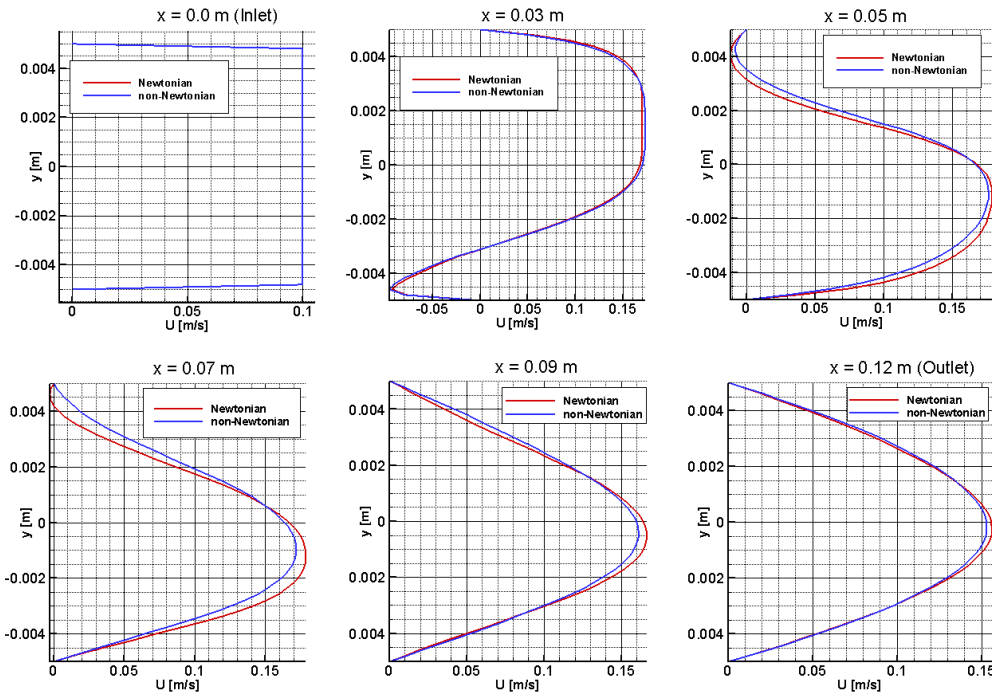 x = 0.0 m (Inlet)
0.004
0.002
0
-0.002
-0.004
y [m]
Newtonian
non-Newtonian
0
0.05
0.1
U [m/s]
x = 0.03 m
0.004
0.002
0
-0.002
-0.004
y [m]
Newtonian
non-Newtonian
-0.05
0
0.05
0.1
0.15
U [m/s]
x = 0.05 m
0.004
0.002
0
-0.002
-0.004
y [m]
Newtonian
non-Newtonian
0
0.05
0.1
0.15
U [m/s]
x = 0.07 m
0.004
0.002
0
-0.002
-0.004
y [m]
Newtonian
non-Newtonian
0
0.05
0.1
0.15
U [m/s]
x = 0.09 m
0.004
0.002
0
0.002
0.004
y [m]
Newtonian
non-Newtonian
0
0.05
0.1
0.15
U [m/s]
x = 0.12 m (Outlet)
0.004
0.002
0
0.002
0.004
y [m]
Newtonian
non-Newtonian
0
0.05
0.1
0.15
U [m/s]